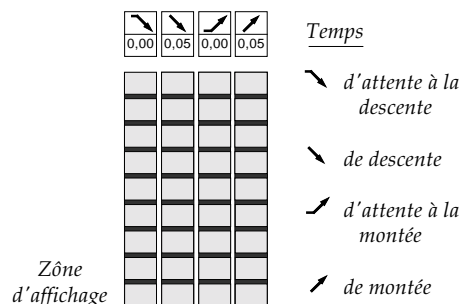 0,00 0,05 0,00 0,05
Temps
d'attente à la
descente
de descente
d'attente à la
montée
de montée
Zône
d'affichage